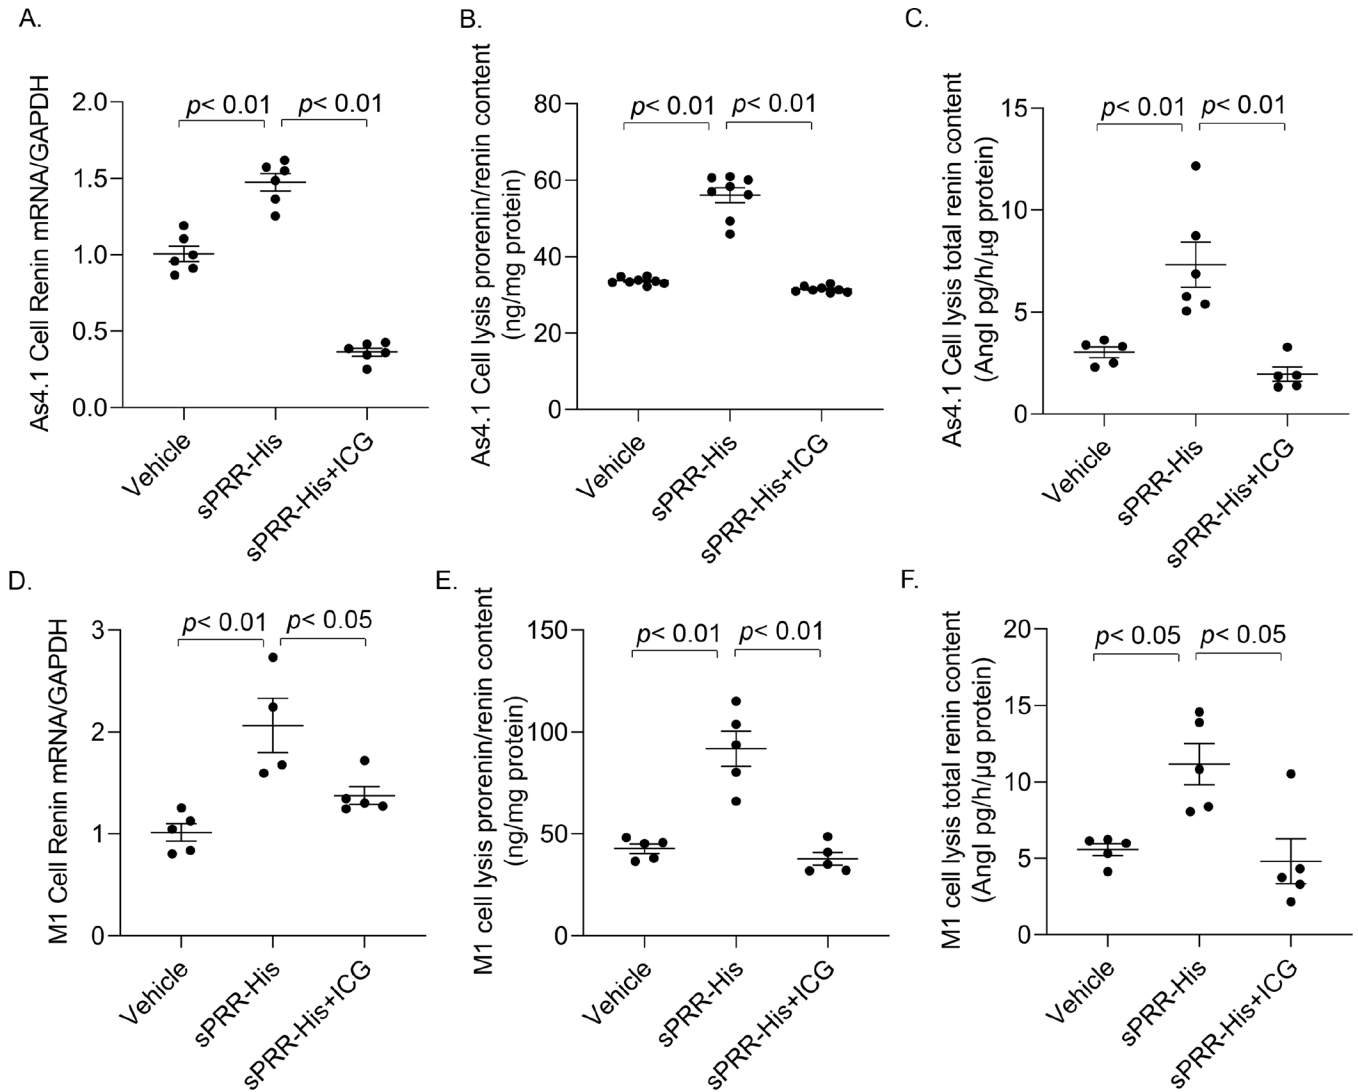 A.
As4.1 Cell Renin mRNA/GAPDH
2.0
1.5
1.0
0.5
0.0
p< 0.01
p< 0.01
Vehicle
sPRR-His
sPRR-His+ICG
B.
As4.1 Cell lysis prorenin/renin content
(ng/mg protein)
80
60
40
20
0
p< 0.01
p< 0.01
Vehicle
sPRR-His
sPRR-His+ICG
C.
As4.1 Cell lysis total renin content
(AngI pg/h/µg protein)
15
10
5
0
p< 0.01
p< 0.01
Vehicle
sPRR-His
sPRR-His+ICG
D.
M1 Cell Renin mRNA/GAPDH
3
2
1
0
p< 0.01
p< 0.05
Vehicle
sPRR-His
sPRR-His+ICG
E.
M1 cell lysis prorenin/renin content
(ng/mg protein)
150
100
50
0
p< 0.01
p< 0.01
Vehicle
sPRR-His
sPRR-His+ICG
F.
M1 cell lysis total renin content
(AngI pg/h/µg protein)
20
15
10
5
0
p< 0.05
p< 0.05
Vehicle
sPRR-His
sPRR-His+ICG